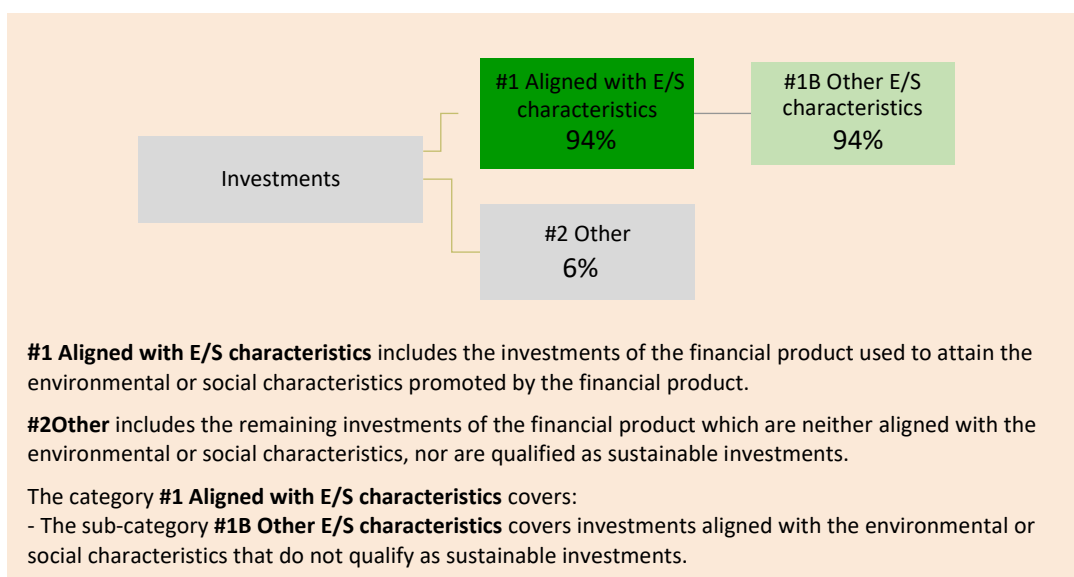 #1 Aligned with E/S
characteristics
94%
#1B Other E/S
characteristics
94%
Investments
#2 Other
6%
#1 Aligned with E/S characteristics includes the investments of the financial product used to attain the
environmental or social characteristics promoted by the financial product.
#2Other includes the remaining investments of the financial product which are neither aligned with the
environmental or social characteristics, nor are qualified as sustainable investments.
The category #1 Aligned with E/S characteristics covers:
- The sub-category #1B Other E/S characteristics covers investments aligned with the environmental or
social characteristics that do not qualify as sustainable investments.